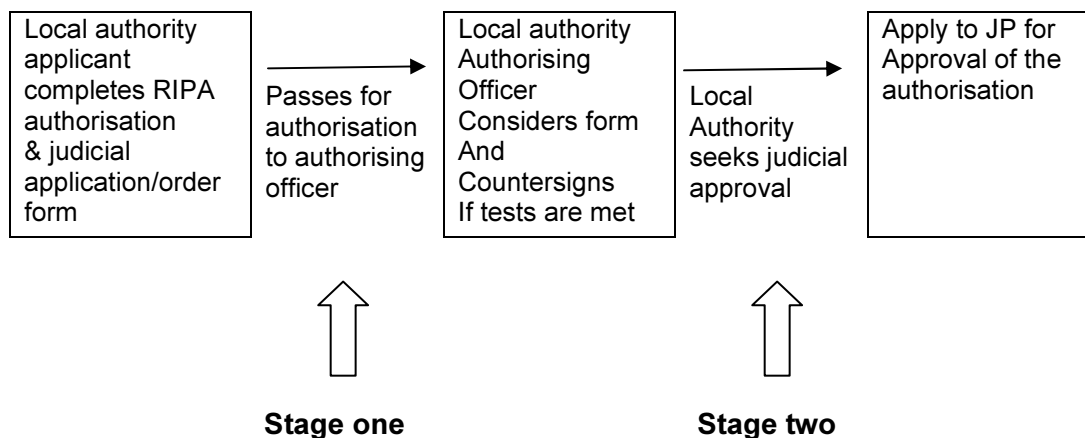 Local authority
applicant
completes RIPA
authorisation
& judicial
application/order
form
Passes for
authorisation
to authorising
officer
Local authority
Authorising
Officer
Considers form
And
Countersigns
If tests are met
Local
Authority
seeks judicial
approval
Apply to JP for
Approval of the
authorisation
Stage one
Stage two